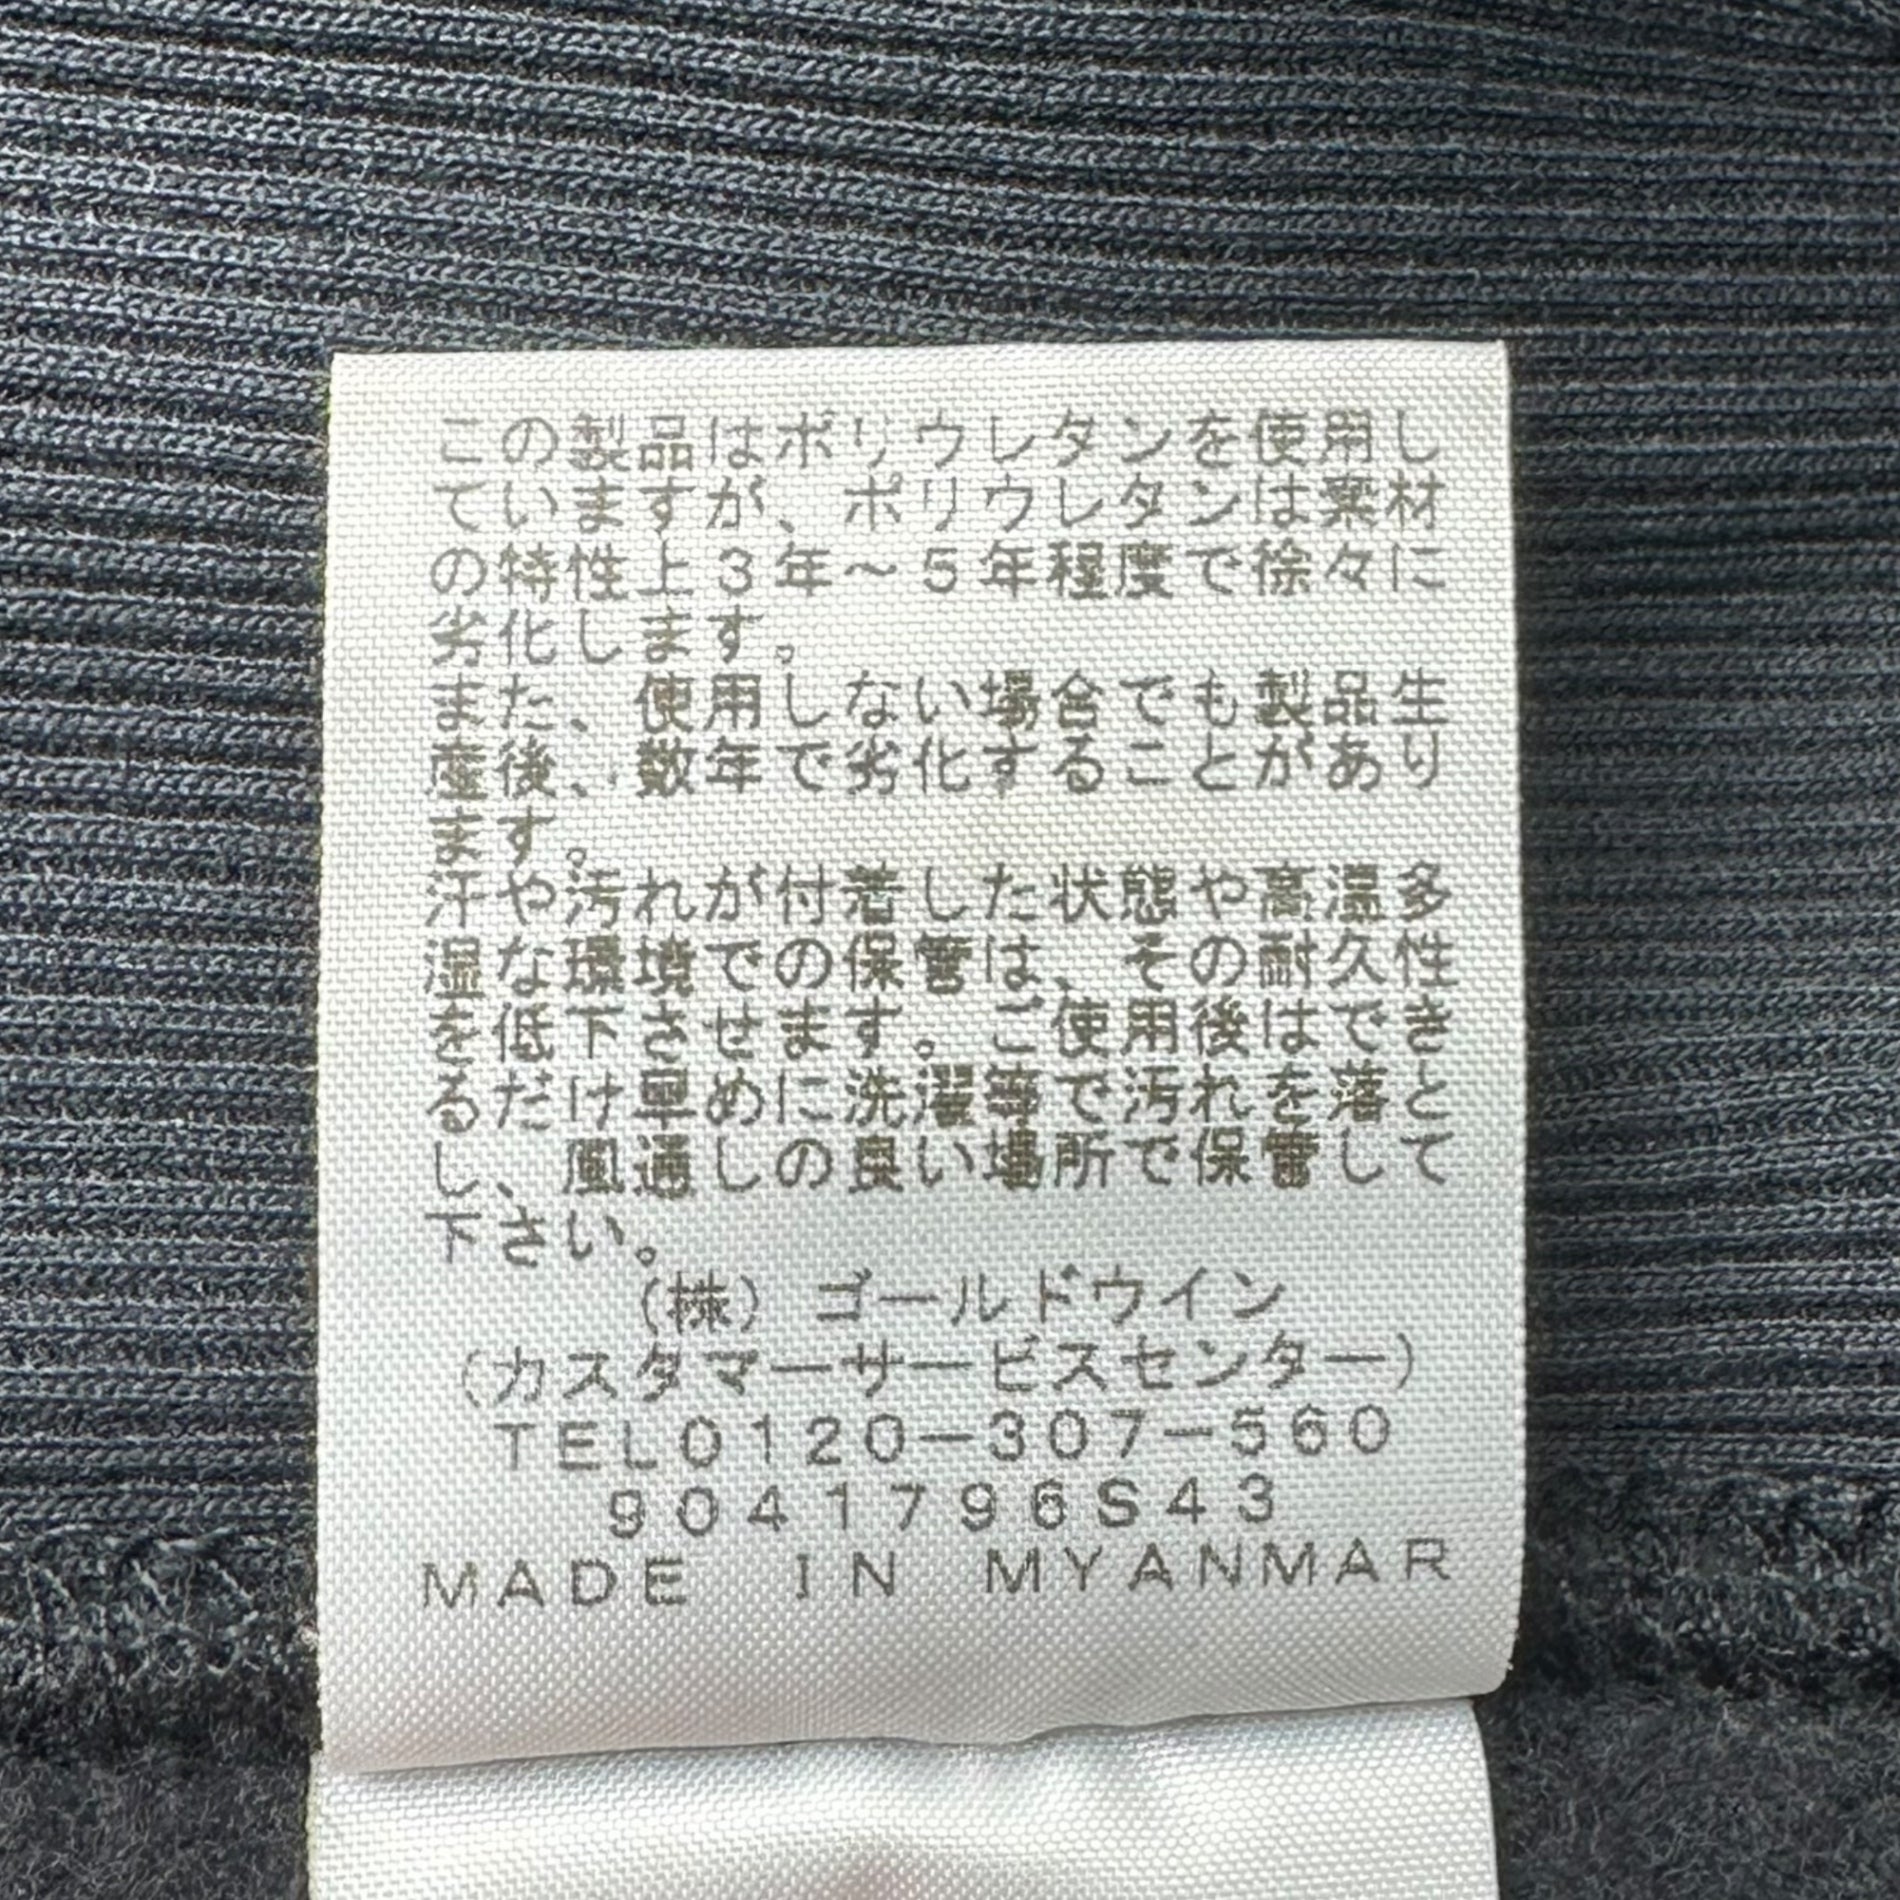 この製品はポリウレタンを使用し
ていますが、ポリウレタンは素材
の特性上3年~5年程度で徐々に
劣化します。
また、使用しない場合でも製品生
産後、数年で劣化することがあり
ます。
汗や汚れが付着した状態や高温多
湿な環境での保管は、その耐久性
を低下させます。ご使用後はでき
るだけ早めに洗濯等で汚れを落と
し、風通しの良い場所で保管して
下さい。
(株)ゴールドウイン
(カスタマーサービスセンター)
TEL0120-307-560
9041796S43
MADE IN MYANMAR